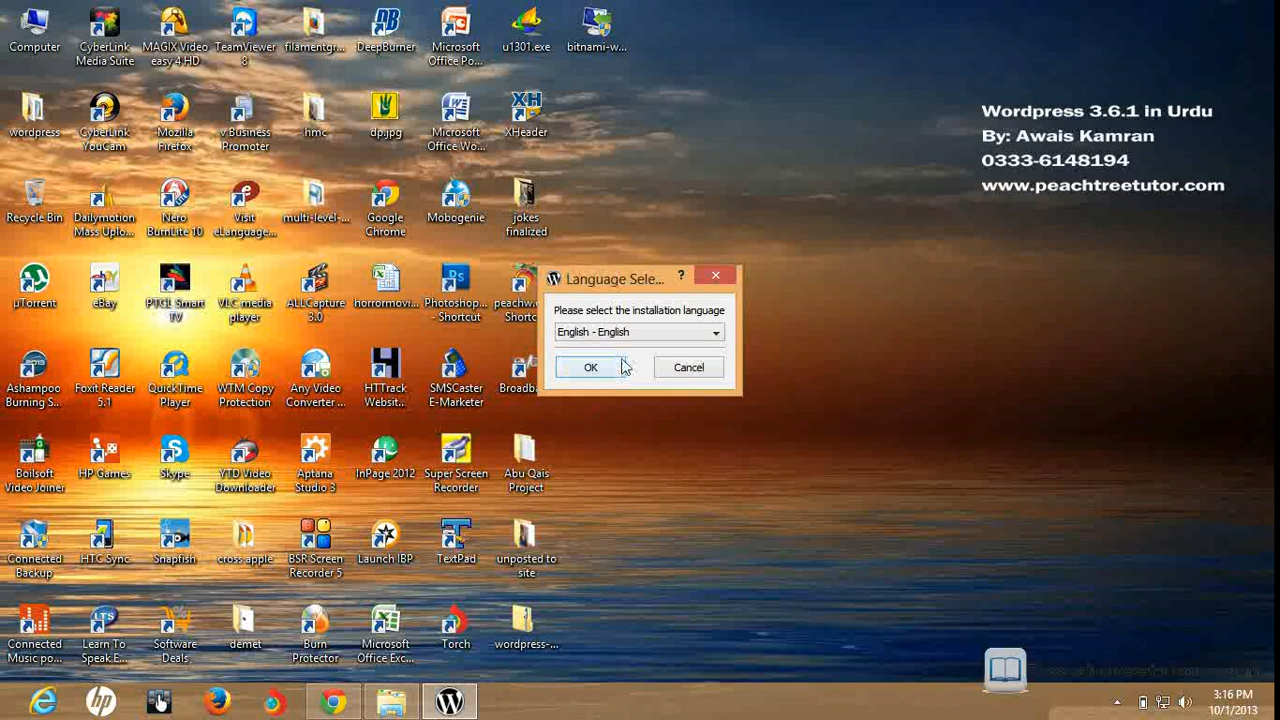 Computer
CyberLink
Media Suite
MAGIX Video
easy 4 HD
TeamViewer
8
filamentgr...
DeepBurner
Microsoft
Office Po...
u1301.exe
bitnami-w...
wordpress
CyberLink
YouCam
Mozilla
Firefox
v Business
Promoter
hmc
dp.jpg
Microsoft
Office Wo...
XHeader
Wordpress 3.6.1 in Urdu
By: Awais Kamran
0333-6148194
www.peachtreetutor.com
Recycle Bin
Dailymotion
Mass Uplo...
Nero
BurnLite 10
Visit
eLanguage...
multi-level-...
Google
Chrome
Mobogenie
jokes
finalized
µTorrent
eBay
PTCL Smart
TV
VLC media
player
ALLCapture
3.0
horrormovi...
Photoshop...
- Shortcut
peachw.e
Shortc
Language Sele...
?
Please select the installation language
English - English
OK
Cancel
Ashampoo
Burning S...
Foxit Reader
5.1
QuickTime
Player
WTM Copy
Protection
Any Video
Converter ...
HTTrack
Websit...
SMSCaster
E-Marketer
Broadba
Boilsoft
Video Joiner
HP Games
Skype
YTD Video
Downloader
Aptana
Studio 3
InPage 2012
Super Screen
Recorder
Abu Qais
Project
Connected
Backup
HTC Sync
Snapfish
cross apple
BSR Screen
Recorder 5
Launch IBP
TextPad
unposted to
site
Connected
Music po...
Learn To
Speak E...
Software
Deals
demet
Burn
Protector
Microsoft
Office Exc...
Torch
wordpress-...
3:16 PM
10/1/2013